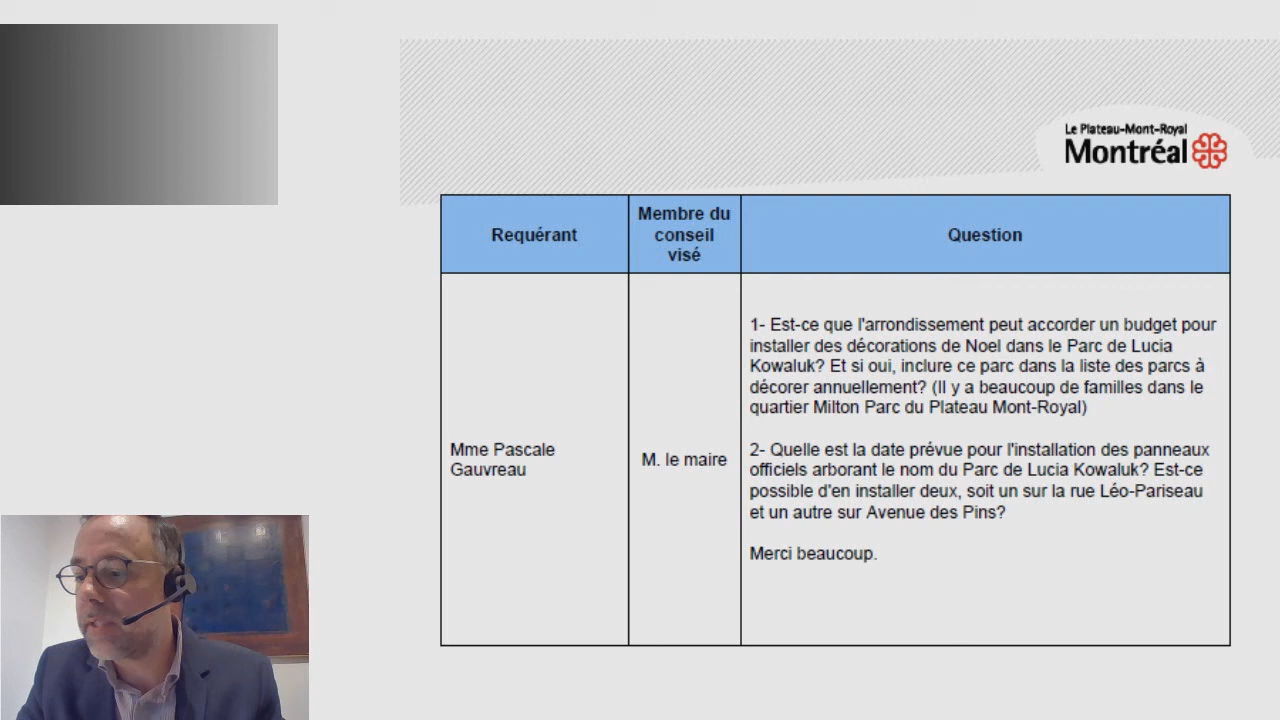 Le Plateau-Mont-Royal
Montréal
Requérant
Membre du
conseil
visé
Question
Mme Pascale
Gauvreau
M. le maire
1- Est-ce que l'arrondissement peut accorder un budget pour
installer des décorations de Noel dans le Parc de Lucia
Kowaluk? Et si oui, inclure ce parc dans la liste des parcs à
décorer annuellement? (Il y a beaucoup de familles dans le
quartier Milton Parc du Plateau Mont-Royal)
2- Quelle est la date prévue pour l'installation des panneaux
officiels arborant le nom du Parc de Lucia Kowaluk? Est-ce
possible d'en installer deux, soit un sur la rue Léo-Pariseau
et un autre sur Avenue des Pins?
Merci beaucoup.